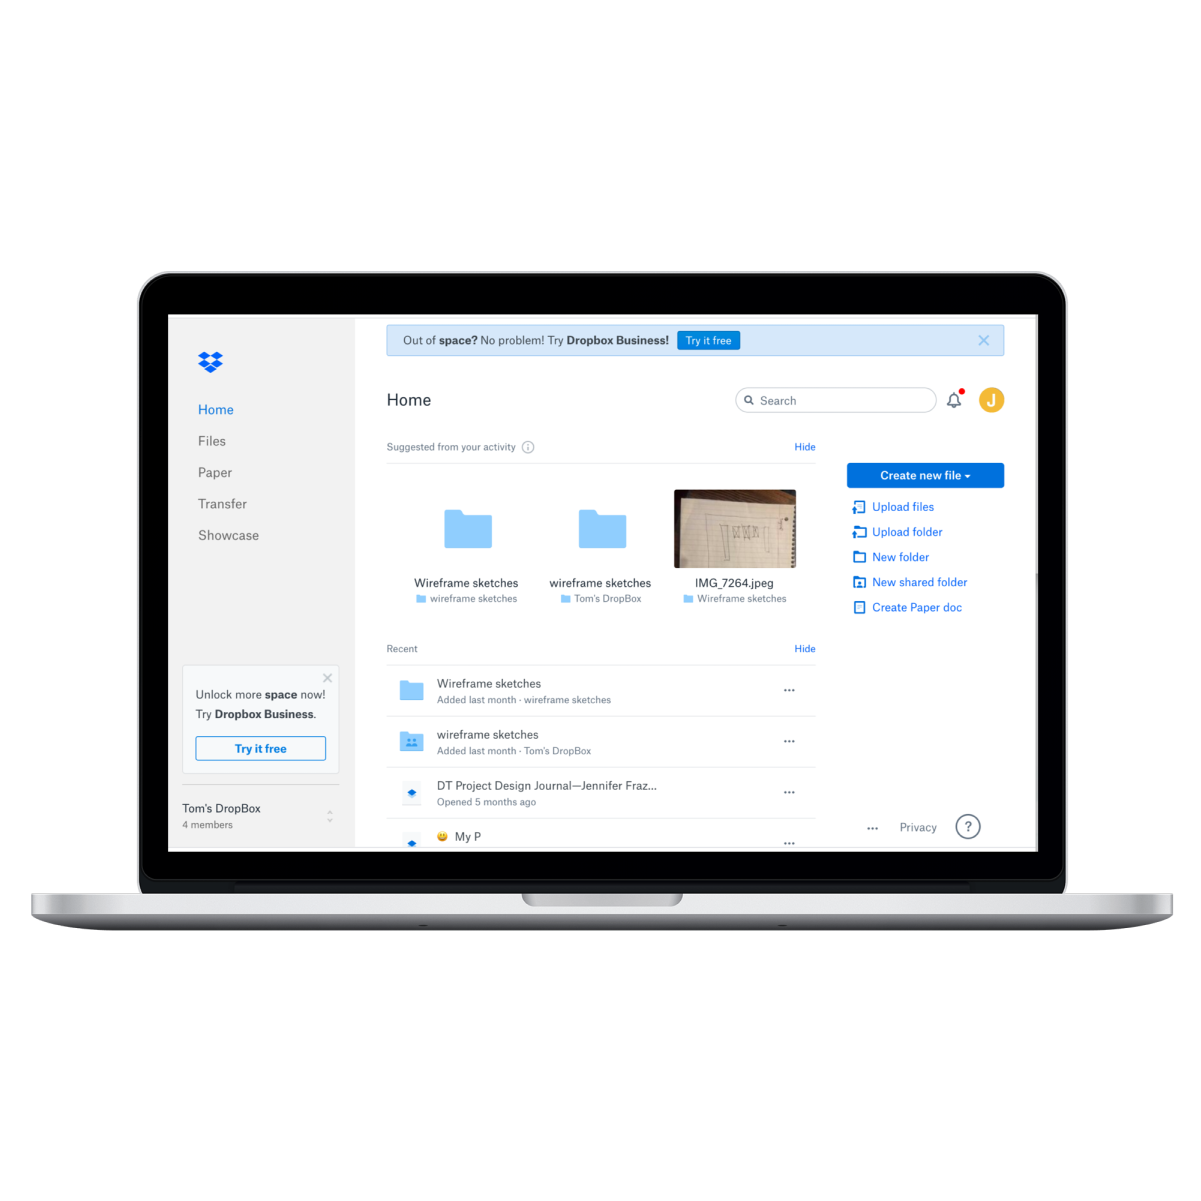 Out of space? No problem! Try Dropbox Business!
Try it free
Home
Files
Paper
Transfer
Showcase
Unlock more space now!
Try Dropbox Business.
Try it free
Tom's DropBox
4 members
Home
Search
J
Suggested from your activity
Hide
Wireframe sketches
wireframe sketches
wireframe sketches
Tom's DropBox
IMG_7264.jpeg
Wireframe sketches
Recent
Hide
Wireframe sketches
Added last month · wireframe sketches
wireframe sketches
Added last month · Tom's DropBox
DT Project Design Journal—Jennifer Fraz...
Opened 5 months ago
😃 My P
Create new file
Upload files
Upload folder
New folder
New shared folder
Create Paper doc
... Privacy ?